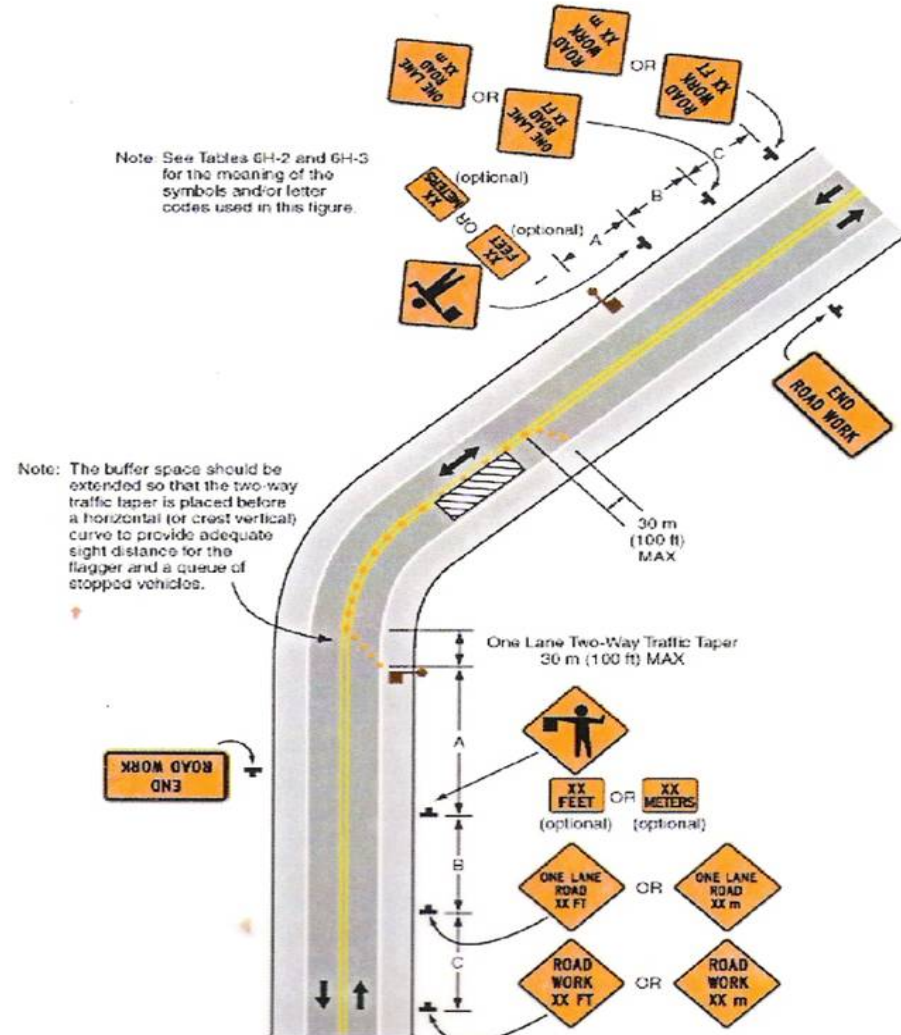 ROAD
WORK
XX m
OR
ROAD
WORK
XX FT
ONE LANE
ROAD
XX m
OR
ONE LANE
ROAD
XX FT
Note: See Tables 6H-2 and 6H-3
for the meaning of the
symbols and/or letter
codes used in this figure.
(optional)
XX
METERS
OR
(optional)
XX
FEET
A
B
C
END
ROAD WORK
Note: The buffer space should be
extended so that the two-way
traffic taper is placed before
a horizontal (or crest vertical)
curve to provide adequate
sight distance for the
flagger and a queue of
stopped vehicles.
30 m
(100 ft)
MAX
One Lane Two-Way Traffic Taper
30 m (100 ft) MAX
A
END
ROAD WORK
XX
FEET
OR
XX
METERS
(optional) (optional)
B
ONE LANE
ROAD
XX FT
OR
ONE LANE
ROAD
XX m
C
ROAD
WORK
XX FT
OR
ROAD
WORK
XX m